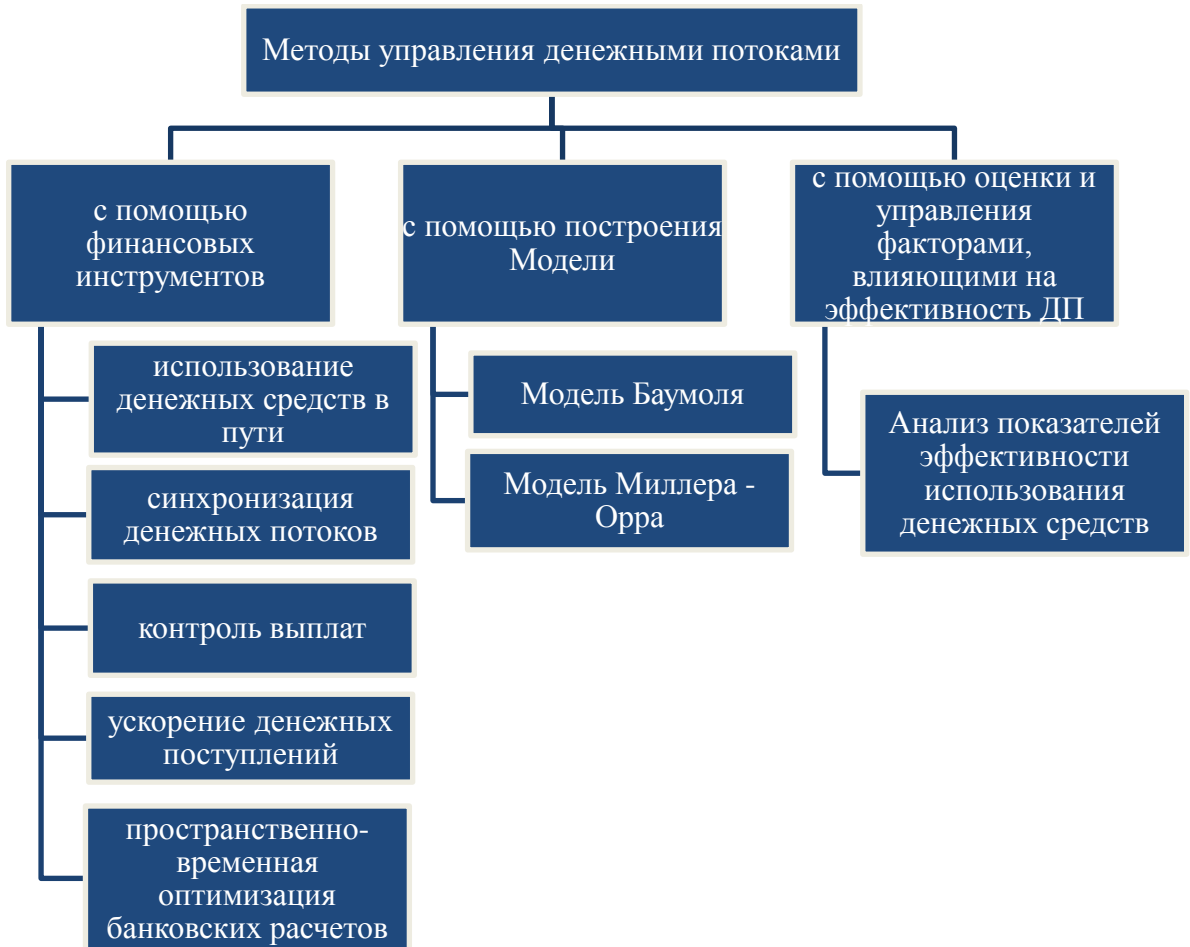 Методы управления денежными потоками
с помощью
финансовых
инструментов
использование
денежных средств в
пути
синхронизация
денежных потоков
контроль выплат
ускорение денежных
поступлений
пространственно-
временная
оптимизация
банковских расчетов
с помощью построения
Модели
Модель Баумоля
Модель Миллера -
Орра
с помощью оценки и
управления
факторами,
влияющими на
эффективность ДП
Анализ показателей
эффективности
использования
денежных средств